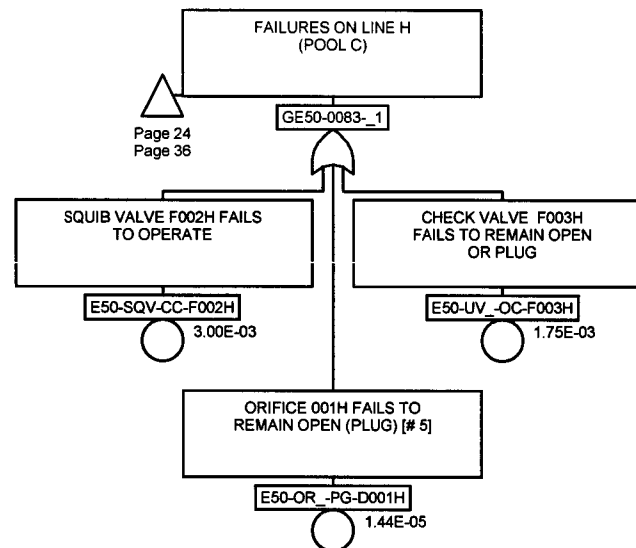 FAILURES ON LINE H
(POOL C)
Page 24
Page 36
GE50-0083-_1
SQUIB VALVE F002H FAILS
TO OPERATE
E50-SQV-CC-F002H
3.00E-03
CHECK VALVE F003H
FAILS TO REMAIN OPEN
OR PLUG
E50-UV_-OC-F003H
1.75E-03
ORIFICE 001H FAILS TO
REMAIN OPEN (PLUG) [# 5]
E50-OR_-PG-D001H
1.44E-05